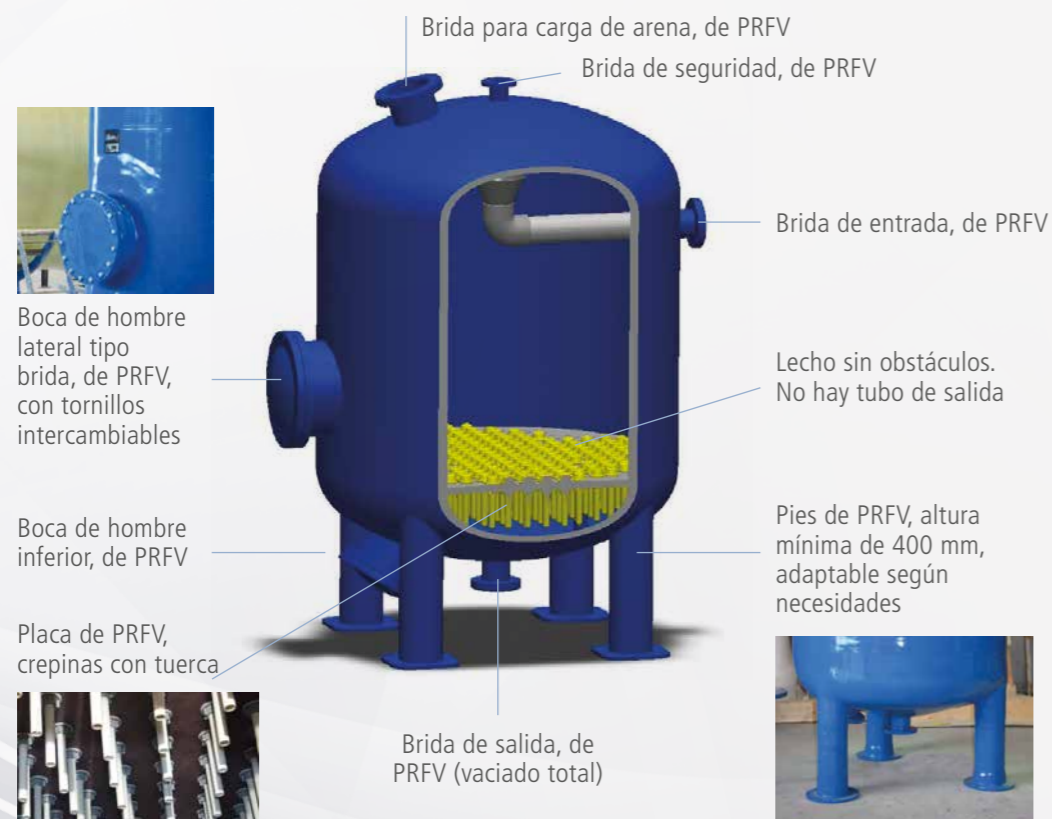 Brida para carga de arena, de PRFV
Brida de seguridad, de PRFV
Brida de entrada, de PRFV
Boca de hombre
lateral tipo
brida, de PRFV,
con tornillos
intercambiables
Lecho sin obstáculos.
No hay tubo de salida
Boca de hombre
inferior, de PRFV
Pies de PRFV, altura
mínima de 400 mm,
adaptable según
necesidades
Placa de PRFV,
crepinas con tuerca
Brida de salida, de
PRFV (vaciado total)